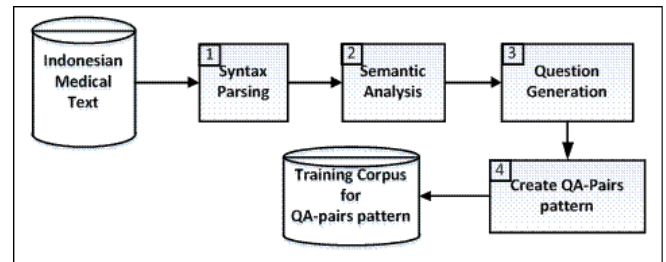 Indonesian
Medical
Text
1
Syntax
Parsing
2
Semantic
Analysis
3
Question
Generation
4
Create QA-Pairs
pattern
Training Corpus
for
QA-pairs pattern